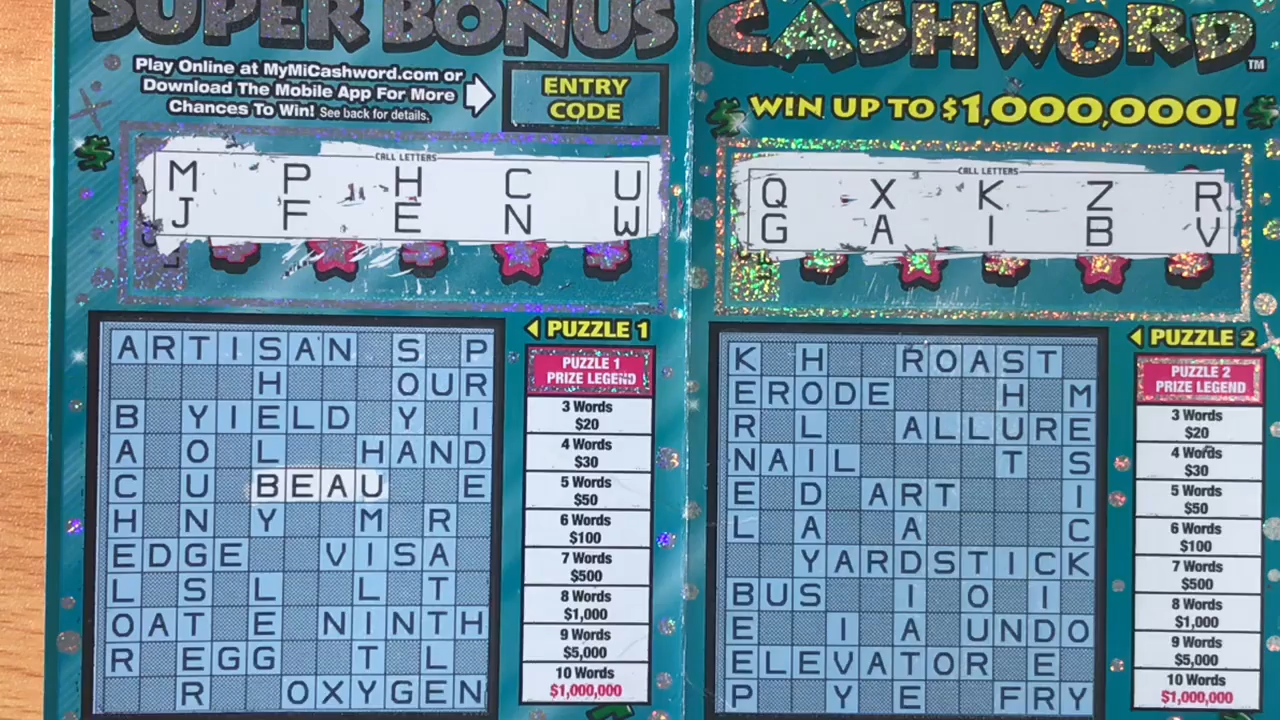 SUPER BONUS
Play Online at MyMiCashword.com or
Download The Mobile App For More
Chances To Win! See back for details.
ENTRY
CODE
CALL LETTERS
M P H C U
J F E N W
PUZZLE 1
ARTISAN S P
H OUR
B YIELD Y I
A O L HAND
C U BEAU E
H N Y M R
EDGE VISA
L S L L T
OAT E NINTH
R EGG T L
R OXYGEN
PUZZLE 1
PRIZE LEGEND
3 Words
$20
4 Words
$30
5 Words
$50
6 Words
$100
7 Words
$500
8 Words
$1,000
9 Words
$5,000
10 Words
$1,000,000
CASHWORD™
WIN UP TO $1,000,000!
CALL LETTERS
Q X K Z R
G A I B V
PUZZLE 2
K H ROAST
ERODE H M
R L ALLURE
NAIL T S
E D ART I
L A A C
YARDSTICK
BUS I O I
E I A UNDO
ELEVATOR E
P Y E FRY
PUZZLE 2
PRIZE LEGEND
3 Words
$20
4 Words
$30
5 Words
$50
6 Words
$100
7 Words
$500
8 Words
$1,000
9 Words
$5,000
10 Words
$1,000,000